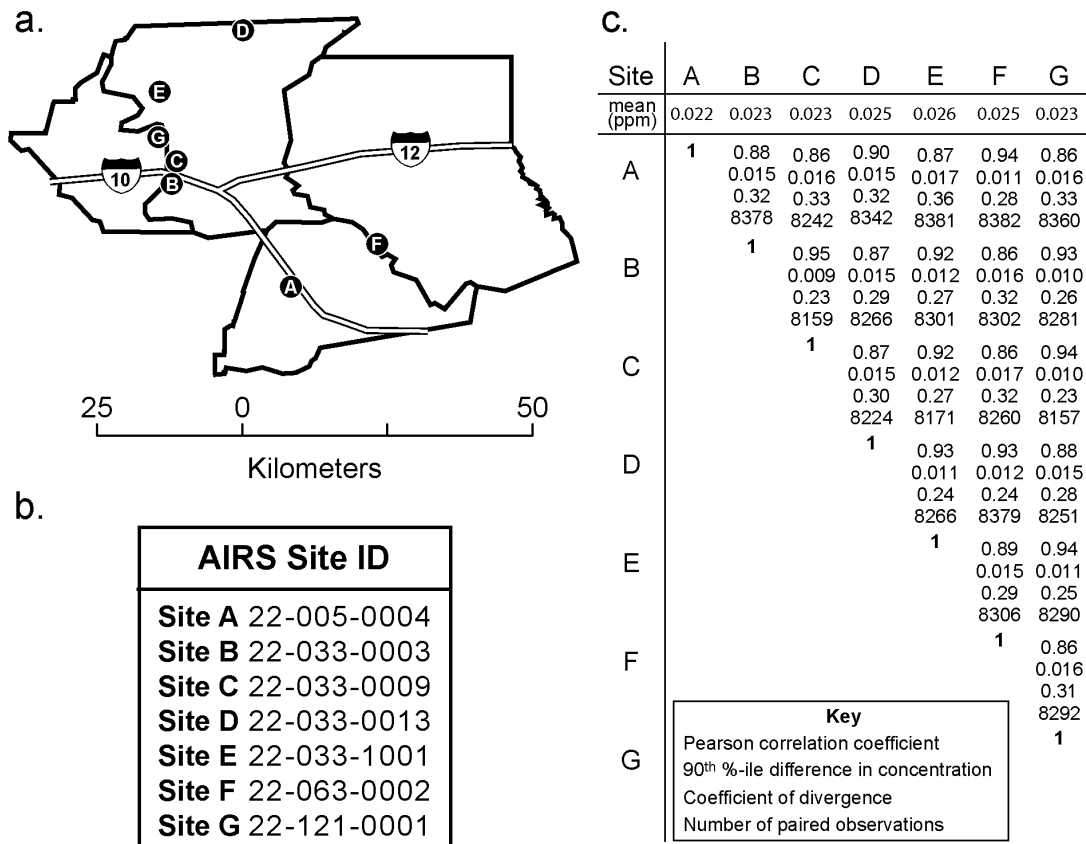 a.
D
E
G
C
B
10
12
F
A
25 0 50
Kilometers
b.
AIRS Site ID
Site A 22-005-0004
Site B 22-033-0003
Site C 22-033-0009
Site D 22-033-0013
Site E 22-033-1001
Site F 22-063-0002
Site G 22-121-0001
c.
Site A B C D E F G
mean
(ppm) 0.022 0.023 0.023 0.025 0.026 0.025 0.023
A
1 0.88 0.86 0.90 0.87 0.94 0.86
0.015 0.016 0.015 0.017 0.011 0.016
0.32 0.33 0.32 0.36 0.28 0.33
8378 8242 8342 8381 8382 8360
B
1 0.95 0.87 0.92 0.86 0.93
0.009 0.015 0.012 0.016 0.010
0.23 0.29 0.27 0.32 0.26
8159 8266 8301 8302 8281
C
1 0.87 0.92 0.86 0.94
0.015 0.012 0.017 0.010
0.30 0.27 0.32 0.23
8224 8171 8260 8157
D
1 0.93 0.93 0.88
0.011 0.012 0.015
0.24 0.24 0.28
8266 8379 8251
E
1 0.89 0.94
0.015 0.011
0.29 0.25
8306 8290
F
1 0.86
0.016
0.31
8292
G
1
Key
Pearson correlation coefficient
90th %-ile difference in concentration
Coefficient of divergence
Number of paired observations